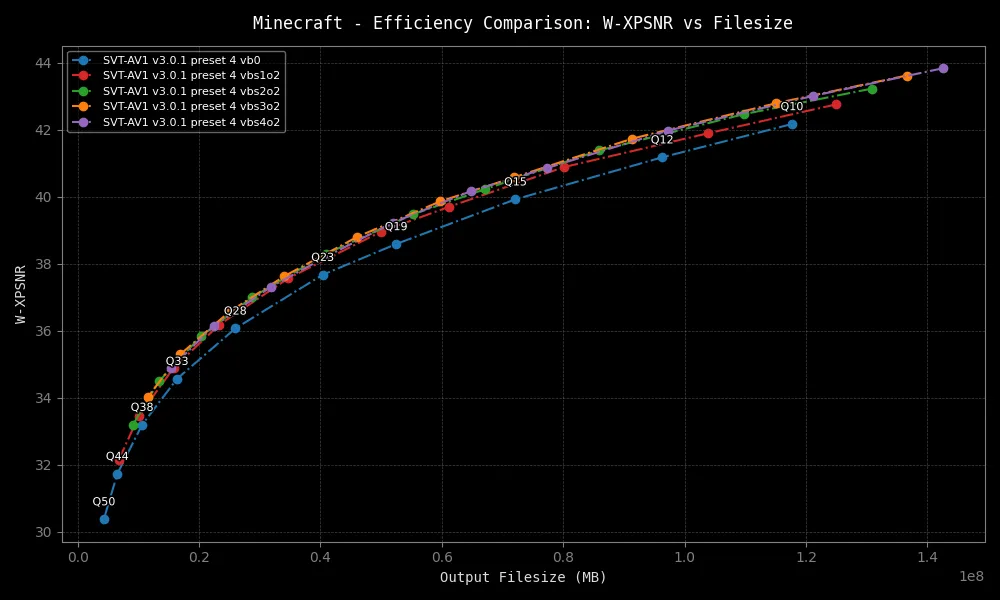 Minecraft - Efficiency Comparison: W-XPSNR vs Filesize
SVT-AV1 v3.0.1 preset 4 vb0
SVT-AV1 v3.0.1 preset 4 vbs1o2
SVT-AV1 v3.0.1 preset 4 vbs2o2
SVT-AV1 v3.0.1 preset 4 vbs3o2
SVT-AV1 v3.0.1 preset 4 vbs4o2
44
42
40
38
36
34
32
30
W-XPSNR
Q10
Q12
Q15
Q19
Q23
Q28
Q33
Q38
Q44
Q50
0.0 0.2 0.4 0.6 0.8 1.0 1.2 1.4
1e8
Output Filesize (MB)